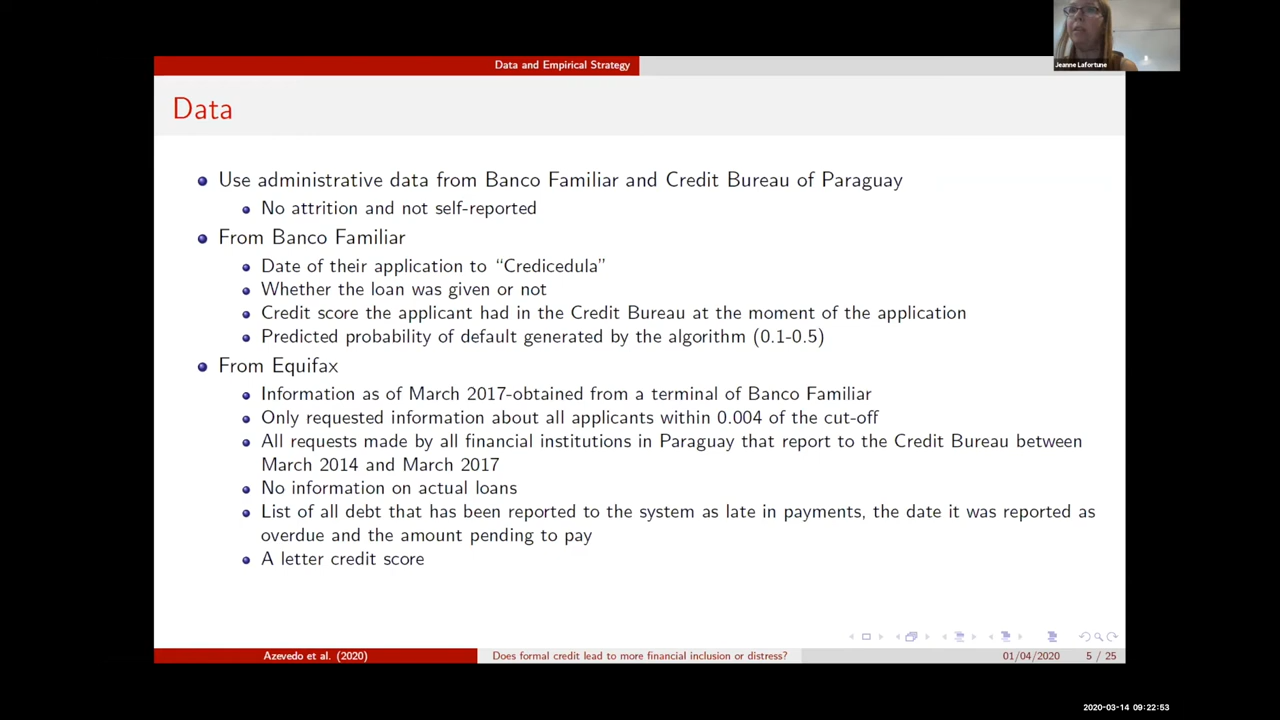 Jeanne Lafortune
Data and Empirical Strategy
Data
Use administrative data from Banco Familiar and Credit Bureau of Paraguay
No attrition and not self-reported
From Banco Familiar
Date of their application to “Credicedula”
Whether the loan was given or not
Credit score the applicant had in the Credit Bureau at the moment of the application
Predicted probability of default generated by the algorithm (0.1-0.5)
From Equifax
Information as of March 2017-obtained from a terminal of Banco Familiar
Only requested information about all applicants within 0.004 of the cut-off
All requests made by all financial institutions in Paraguay that report to the Credit Bureau between
March 2014 and March 2017
No information on actual loans
List of all debt that has been reported to the system as late in payments, the date it was reported as
overdue and the amount pending to pay
A letter credit score
Azevedo et al. (2020) Does formal credit lead to more financial inclusion or distress? 01/04/2020 5 / 25
2020-03-14 09:22:53